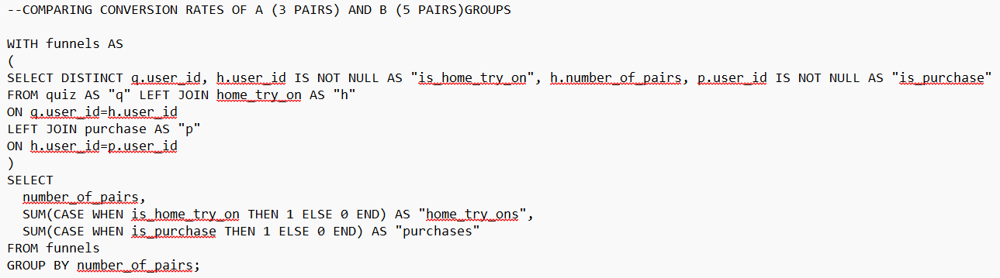 --COMPARING CONVERSION RATES OF A (3 PAIRS) AND B (5 PAIRS)GROUPS
WITH funnels AS
(
SELECT DISTINCT q.user_id, h.user_id IS NOT NULL AS "is_home_try_on", h.number_of_pairs, p.user_id IS NOT NULL AS "is_purchase"
FROM quiz AS "q" LEFT JOIN home_try_on AS "h"
ON q.user_id=h.user_id
LEFT JOIN purchase AS "p"
ON h.user_id=p.user_id
)
SELECT
  number_of_pairs,
  SUM(CASE WHEN is_home_try_on THEN 1 ELSE 0 END) AS "home_try_ons",
  SUM(CASE WHEN is_purchase THEN 1 ELSE 0 END) AS "purchases"
FROM funnels
GROUP BY number_of_pairs;